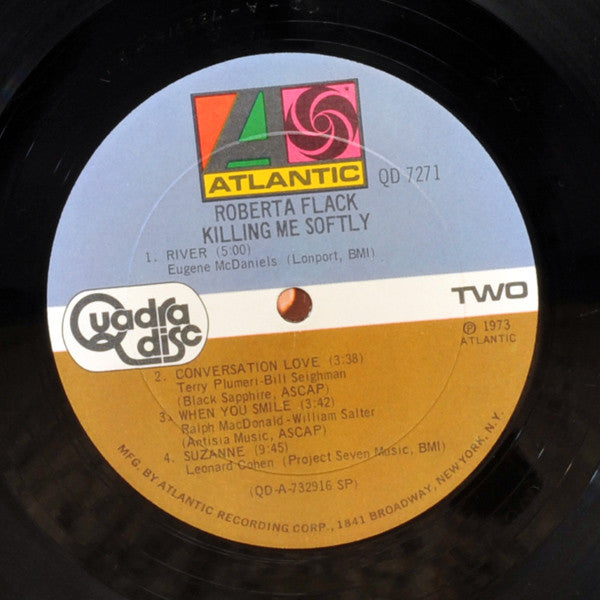 ATLANTIC
QD 7271
ROBERTA FLACK
KILLING ME SOFTLY
1. RIVER (5:00)
Eugene McDaniels (Lonport, BMI)
Quadra
disc
TWO
℗ 1973
ATLANTIC
2. CONVERSATION LOVE (3:38)
Terry Plumeri-Bill Seighman
(Black Sapphire, ASCAP)
3. WHEN YOU SMILE (3:42)
Ralph MacDonald-William Salter
(Antisia Music, ASCAP)
4. SUZANNE (9:45)
Leonard Cohen (Project Seven Music, BMI)
(QD-A-732916 SP)
MFG. BY ATLANTIC RECORDING CORP., 1841 BROADWAY, NEW YORK, N.Y.